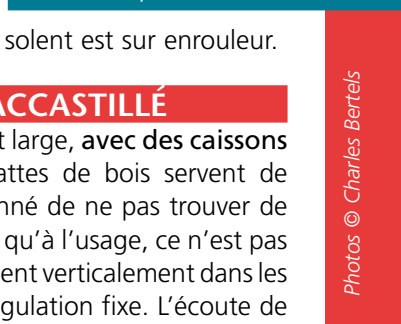 solent est sur enrouleur.
ACCASTILLÉ
t large, avec des caissons
attes de bois servent de
nné de ne pas trouver de
qu'à l'usage, ce n'est pas
ent verticalement dans les
gulation fixe. L'écoute de
Photos © Charles Bertels